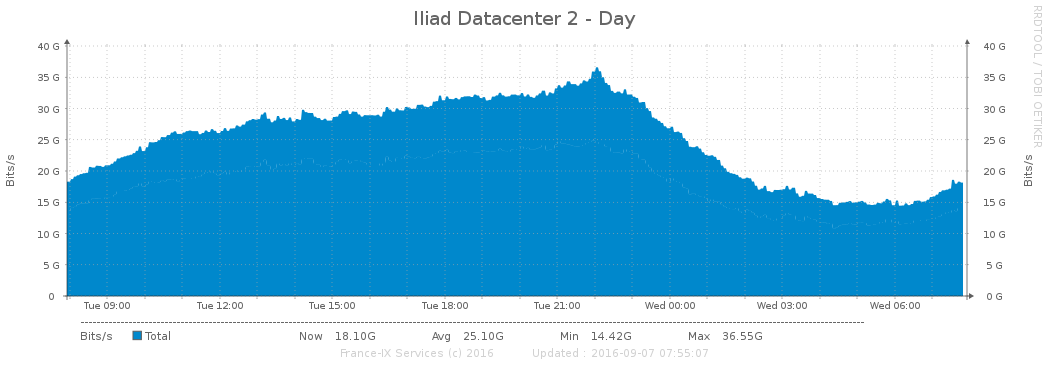 Iliad Datacenter 2 - Day
RRDTOOL / TOBI OETIKER
Bits/s
40 G 40 G
35 G 35 G
30 G 30 G
25 G 25 G
20 G 20 G
15 G 15 G
10 G 10 G
5 G 5 G
0 0 G
Bits/s
Tue 09:00 Tue 12:00 Tue 15:00 Tue 18:00 Tue 21:00 Wed 00:00 Wed 03:00 Wed 06:00
Bits/s Total Now 18.10G Avg 25.10G Min 14.42G Max 36.55G
France-IX Services (c) 2016 Updated : 2016-09-07 07:55:07